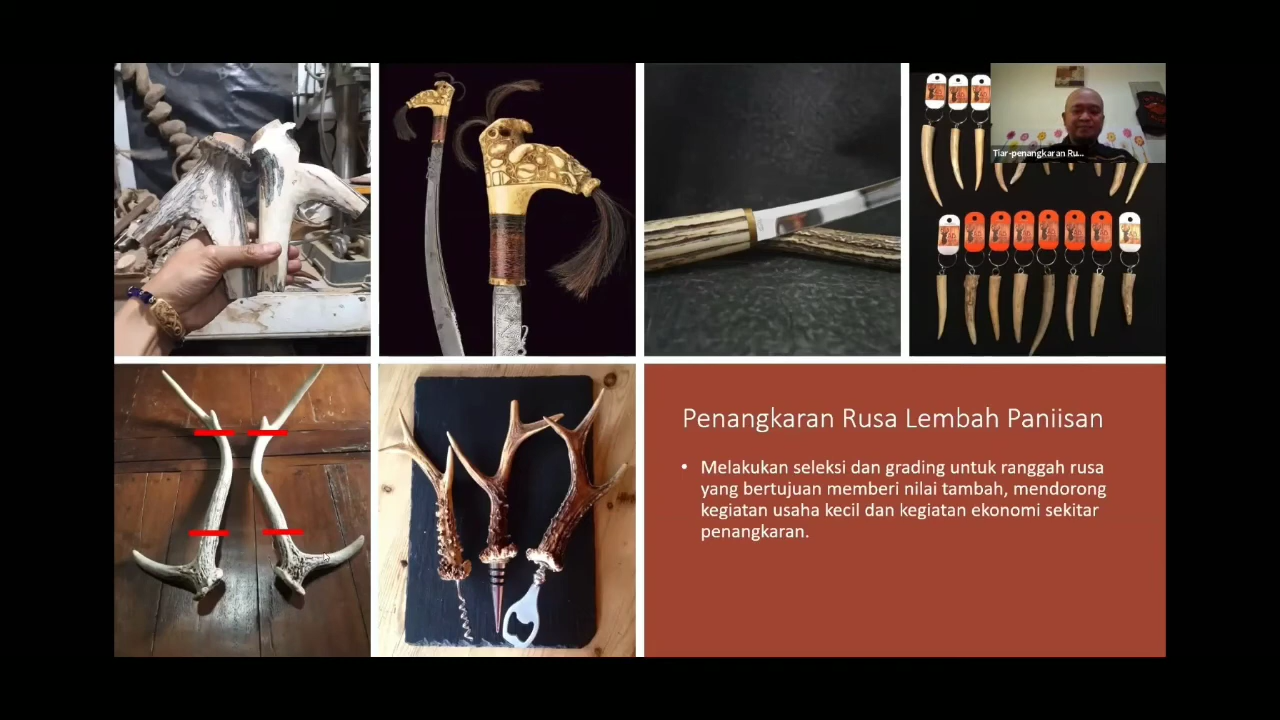 Tiar-penangkaran Ru...
Penangkaran Rusa Lembah Paniisan
• Melakukan seleksi dan grading untuk ranggah rusa
yang bertujuan memberi nilai tambah, mendorong
kegiatan usaha kecil dan kegiatan ekonomi sekitar
penangkaran.